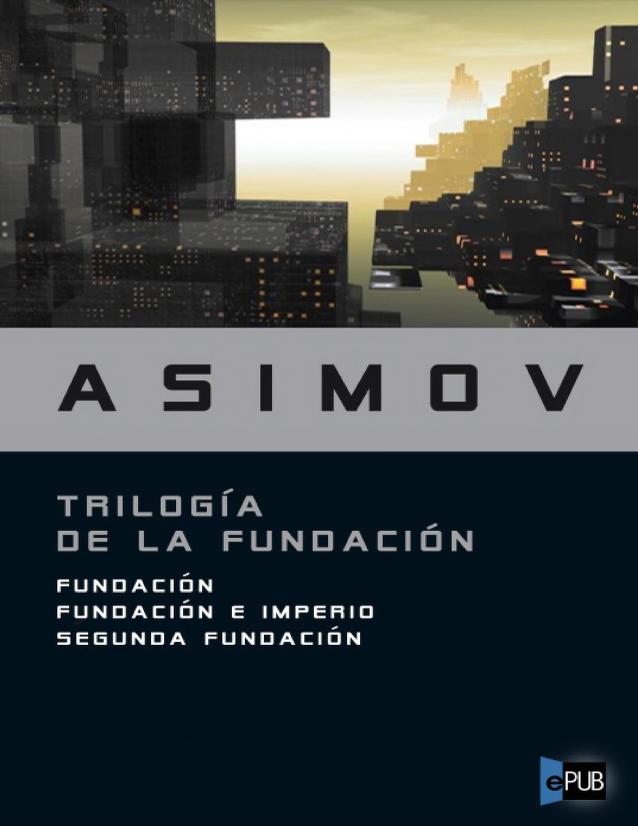 ASIMOV
TRILOGÍA
DE LA FUNDACIÓN
FUNDACIÓN
FUNDACIÓN E IMPERIO
SEGUNDA FUNDACIÓN
ePUB